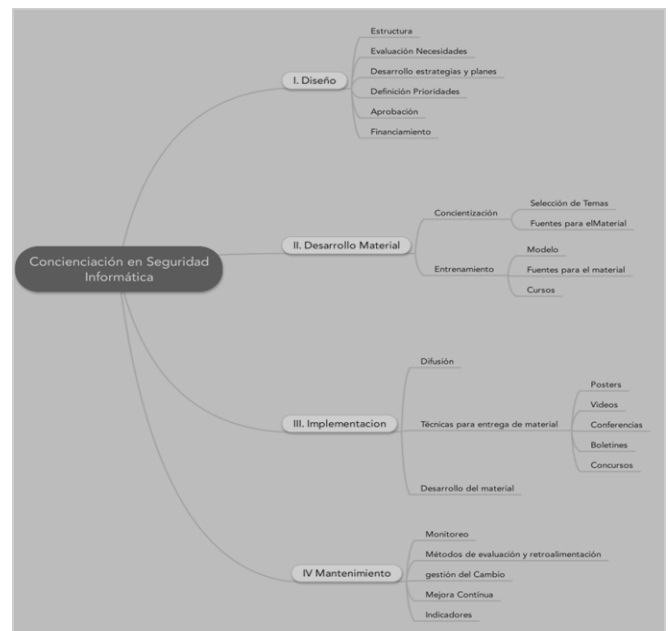 Concienciación en Seguridad
Informática
I. Diseño
Estructura
Evaluación Necesidades
Desarrollo estrategias y planes
Definición Prioridades
Aprobación
Financiamiento
II. Desarrollo Material
Concientización
Selección de Temas
Fuentes para elMaterial
Entrenamiento
Modelo
Fuentes para el material
Cursos
III. Implementacion
Difusión
Técnicas para entrega de material
Posters
Videos
Conferencias
Boletines
Concursos
Desarrollo del material
IV Mantenimiento
Monitoreo
Métodos de evaluación y retroalimentación
gestión del Cambio
Mejora Contínua
Indicadores